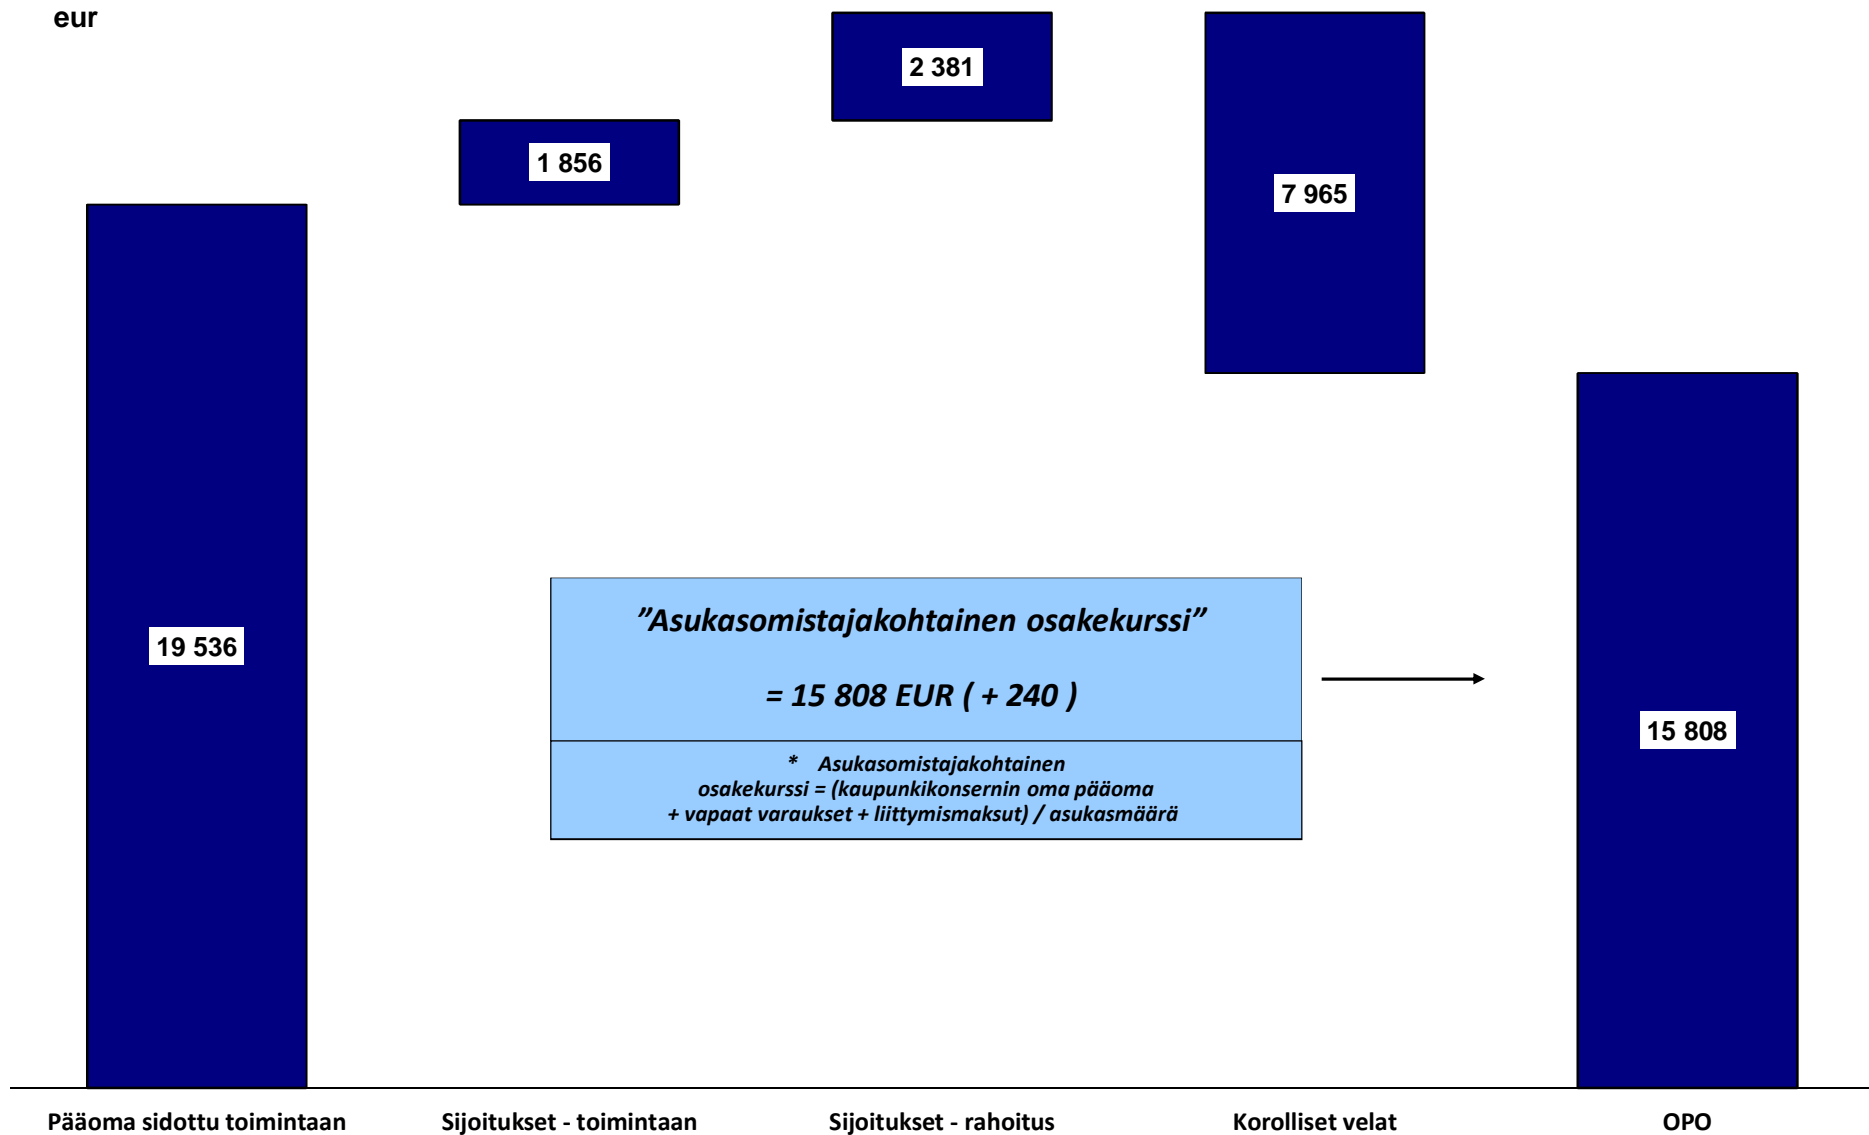 eur
2 381
1 856
7 965
19 536
”Asukasomistajakohtainen osakekurssi”
= 15 808 EUR ( + 240 )
* Asukasomistajakohtainen
osakekurssi = (kaupunkikonsernin oma pääoma
+ vapaat varaukset + liittymismaksut) / asukasmäärä
15 808
Pääoma sidottu toimintaan
Sijoitukset - toimintaan
Sijoitukset - rahoitus
Korolliset velat
OPO